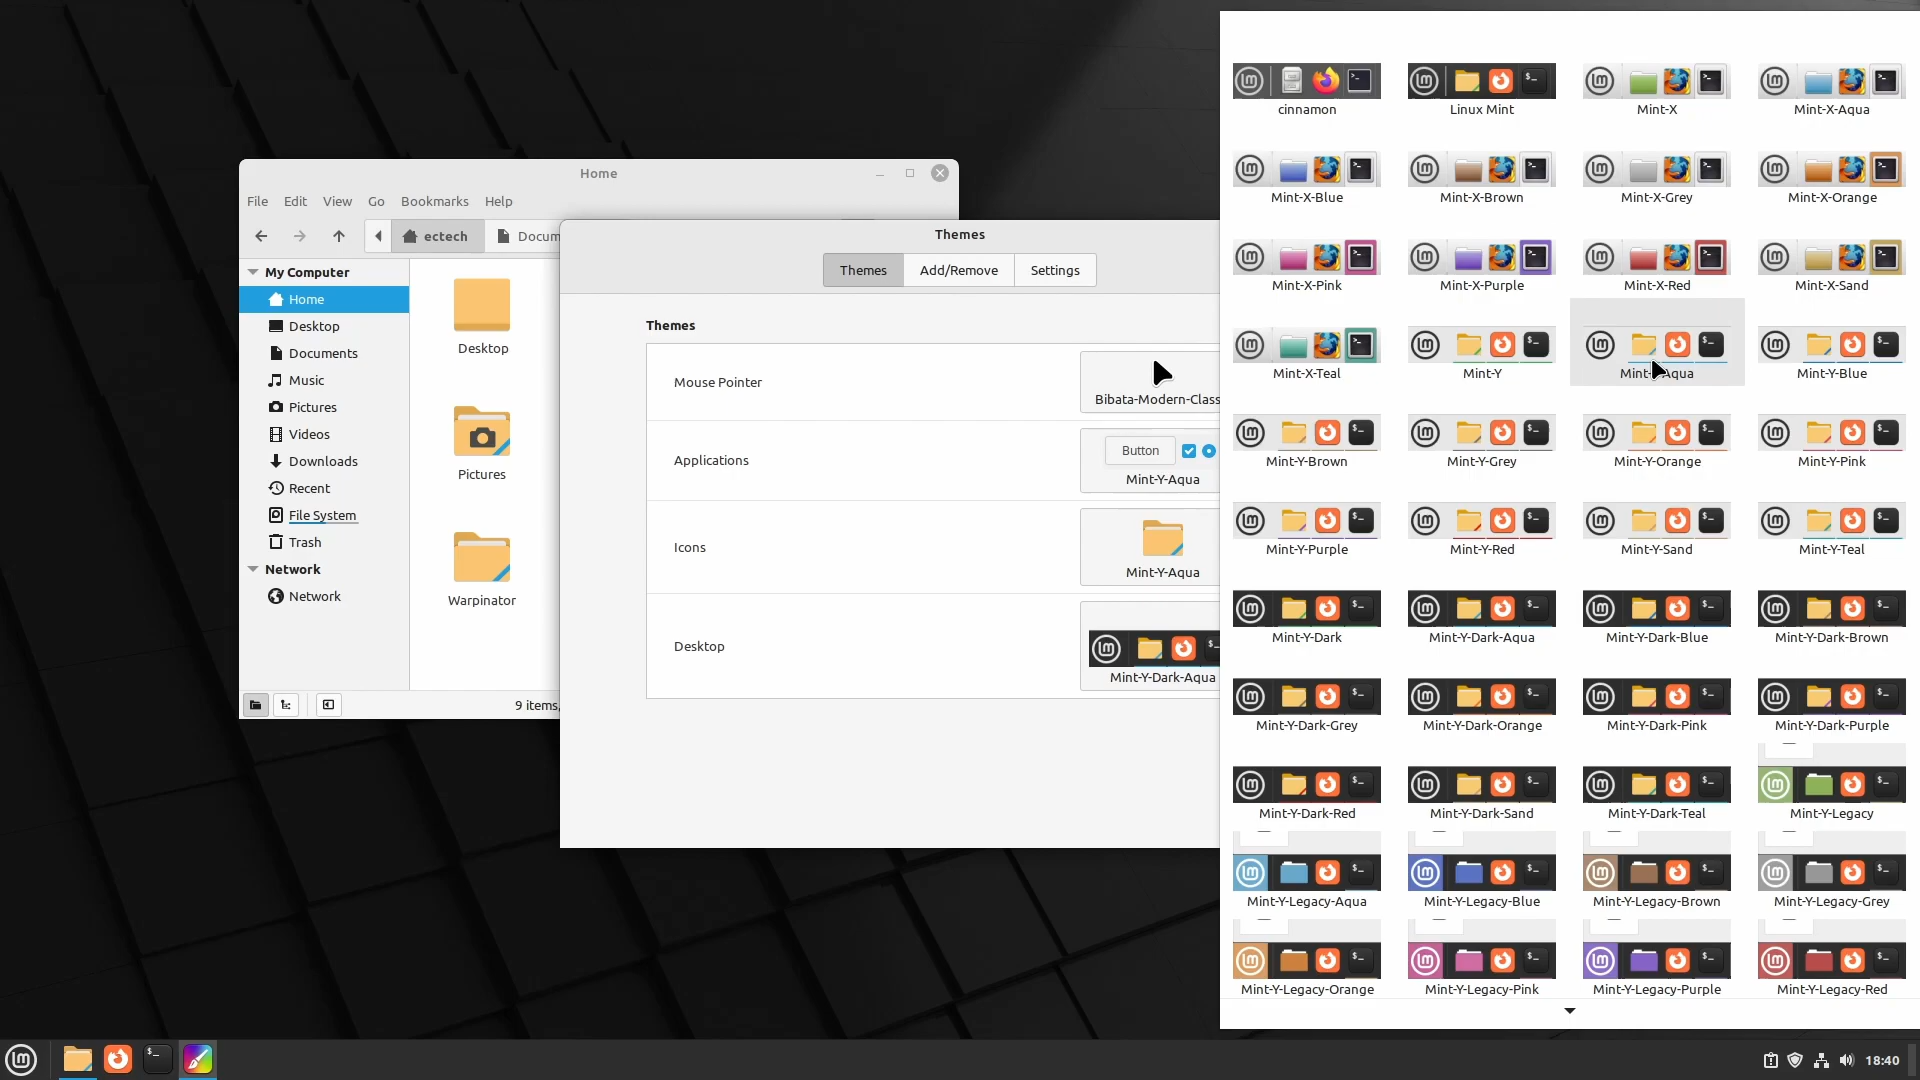 Home
File Edit View Go Bookmarks Help
ectech Docum
My Computer
Home
Desktop
Documents
Music
Pictures
Videos
Downloads
Recent
File System
Trash
Network
Network
Desktop
Pictures
Warpinator
9 items,
Themes
Themes Add/Remove Settings
Themes
Mouse Pointer
Bibata-Modern-Class
Applications
Button
Mint-Y-Aqua
Icons
Mint-Y-Aqua
Desktop
Mint-Y-Dark-Aqua
cinnamon Linux Mint Mint-X Mint-X-Aqua
Mint-X-Blue Mint-X-Brown Mint-X-Grey Mint-X-Orange
Mint-X-Pink Mint-X-Purple Mint-X-Red Mint-X-Sand
Mint-X-Teal Mint-Y Mint- Aqua Mint-Y-Blue
Mint-Y-Brown Mint-Y-Grey Mint-Y-Orange Mint-Y-Pink
Mint-Y-Purple Mint-Y-Red Mint-Y-Sand Mint-Y-Teal
Mint-Y-Dark Mint-Y-Dark-Aqua Mint-Y-Dark-Blue Mint-Y-Dark-Brown
Mint-Y-Dark-Grey Mint-Y-Dark-Orange Mint-Y-Dark-Pink Mint-Y-Dark-Purple
Mint-Y-Dark-Red Mint-Y-Dark-Sand Mint-Y-Dark-Teal Mint-Y-Legacy
Mint-Y-Legacy-Aqua Mint-Y-Legacy-Blue Mint-Y-Legacy-Brown Mint-Y-Legacy-Grey
Mint-Y-Legacy-Orange Mint-Y-Legacy-Pink Mint-Y-Legacy-Purple Mint-Y-Legacy-Red
18:40